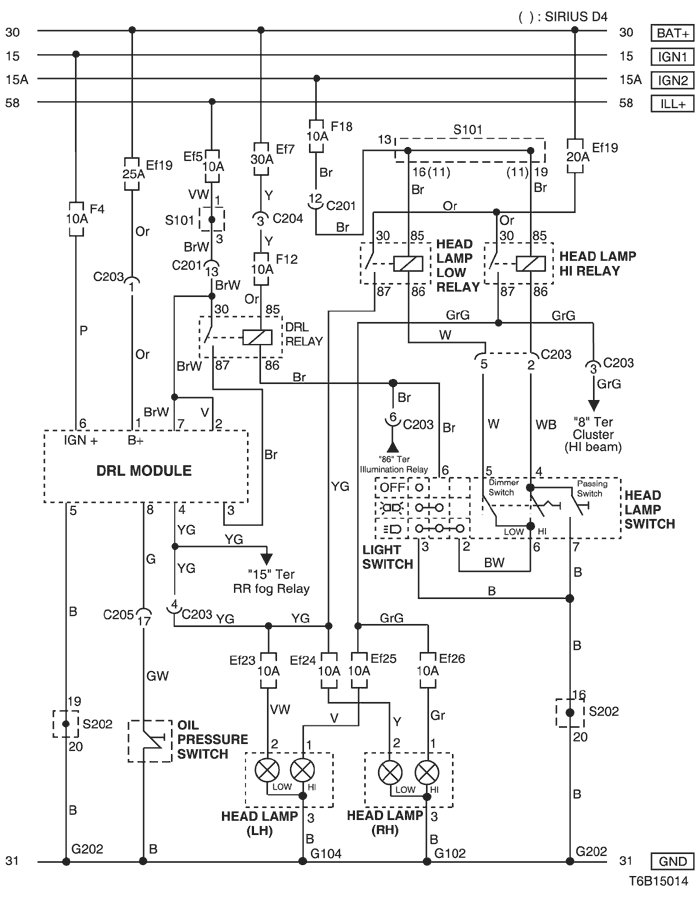 ( ) : SIRIUS D4
30 30 BAT+
15 15 IGN1
15A 15A IGN2
58 58 ILL+
F18
10A
S101
13
16 (11) (11) 19
Br Br
Ef5
10A
Ef7
30A
Ef19
25A
Ef19
20A
F4
10A
VW
1
S101
3
BrW
C201
13
BrW
Y
3 C204
Y
10A F12
Or
Br
12 C201
Br
Or
Or
30 85
HEAD
LAMP
LOW
RELAY
87 86
30 85
HEAD LAMP
HI RELAY
87 86
Or
C203
1
Or
P
30 85
DRL
RELAY
87 86
BrW
BrW
V
Br
Br
Br
6
C203
"86" Ter
Illumination Relay
Br
GrG GrG
W
5 2 C203
W WB
C203
3
GrG
"8" Ter
Cluster
(HI beam)
6 1 7 2
IGN + B+
DRL MODULE
5 8 4 3
YG
YG
"15" Ter
RR fog Relay
YG
YG
4
C203
YG YG
6 5 4
OFF
Dimmer
Switch
Passing
Switch
HEAD
LAMP
SWITCH
LOW HI
LIGHT
SWITCH
3 2 6 7
BW
B
B
G
C205
17
GW
B
B
GrG
Ef23
10A
Ef24
10A
Ef25
10A
Ef26
10A
VW V Y Gr
19
S202
20
OIL
PRESSURE
SWITCH
16
S202
20
2 1 2 1
LOW HI LOW HI
HEAD LAMP
(LH)
3
HEAD LAMP
(RH)
3
B B B B B
G202 G104 G102 G202
31 31 GND
T6B15014